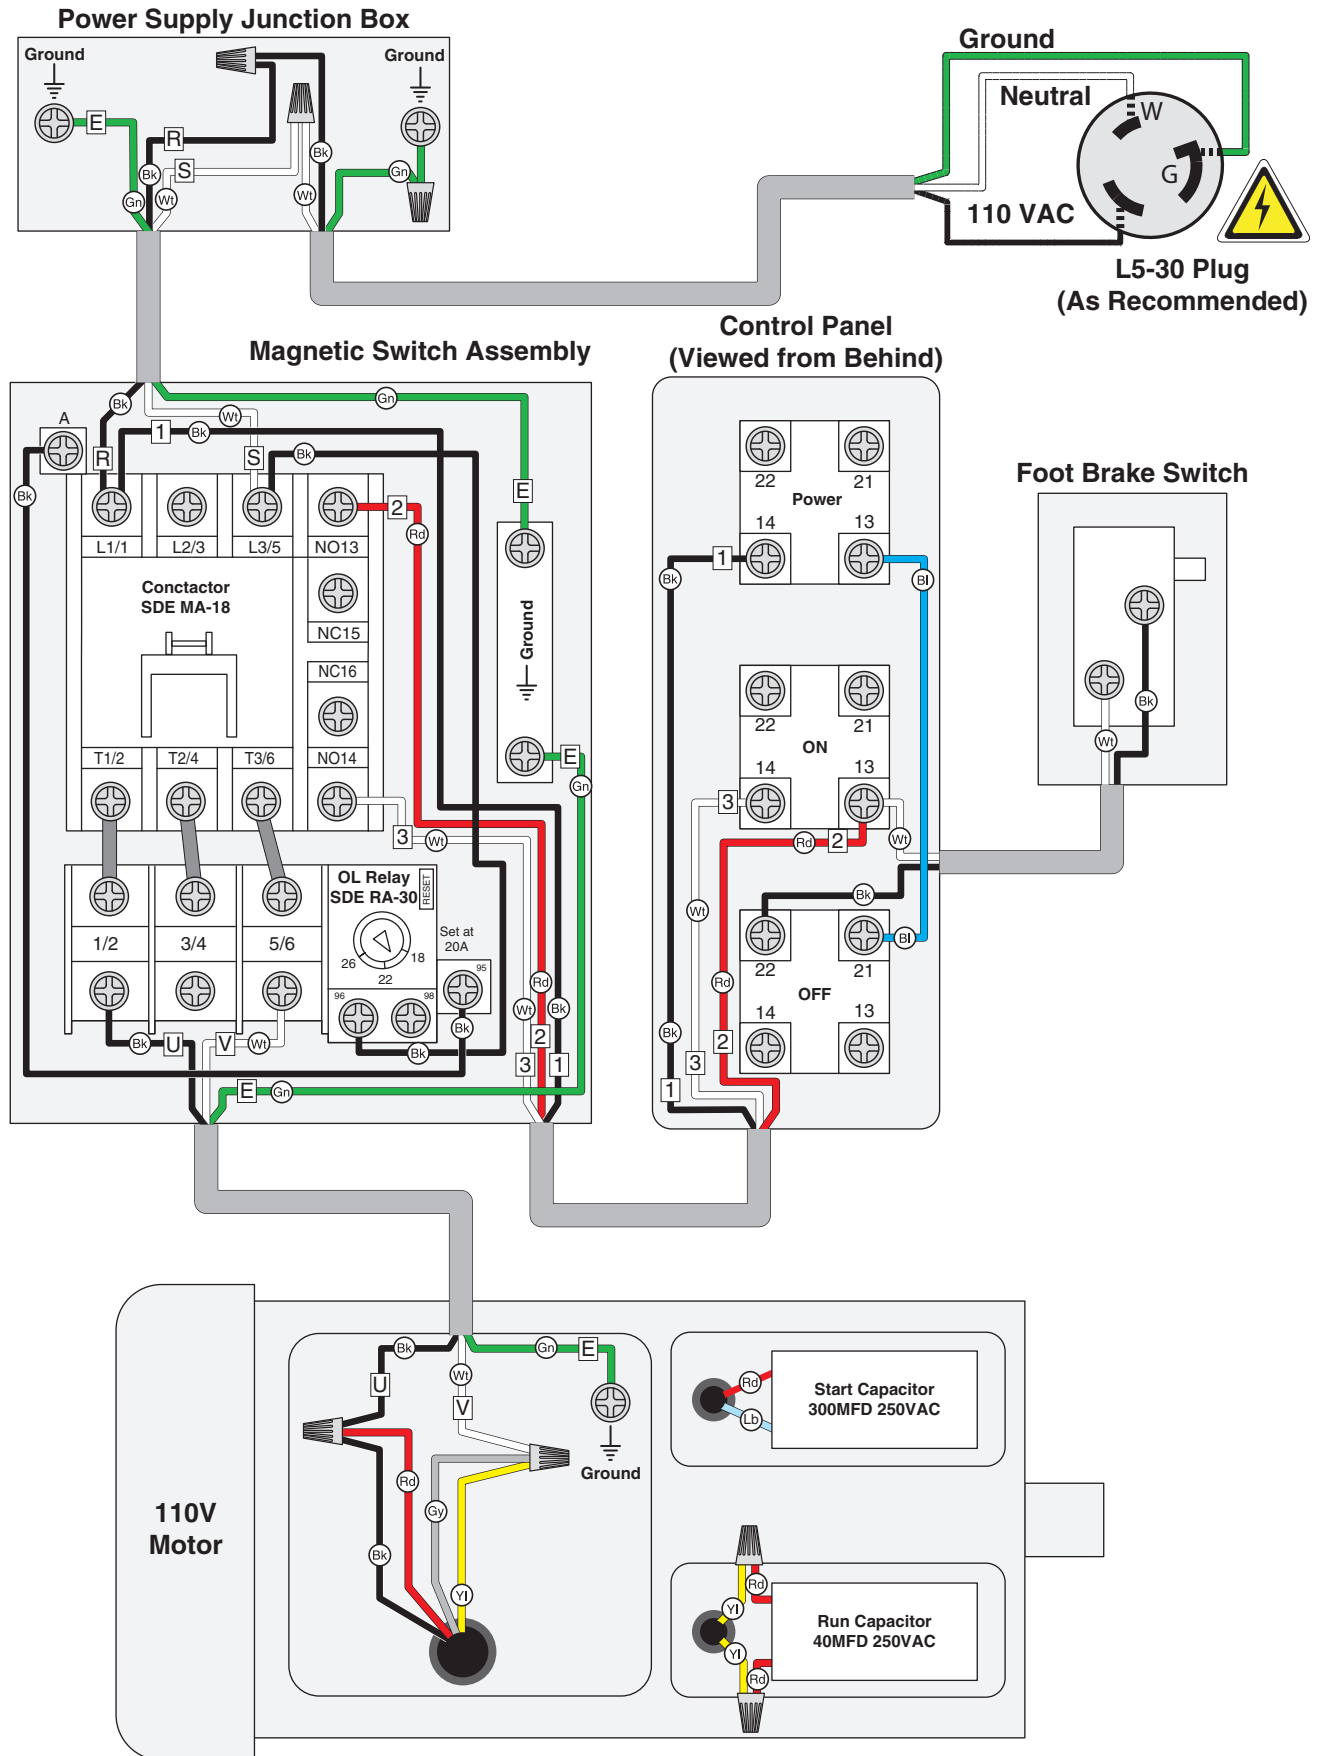 Power Supply Junction Box
Ground
Ground
E
R
S
Bk
Bk
Gn
Wt
Wt
Gn
Ground
Neutral
W
G
110 VAC
L5-30 Plug
(As Recommended)
Magnetic Switch Assembly
Control Panel
(Viewed from Behind)
Foot Brake Switch
A
Bk
Gn
Wt
1
Bk
R
S
Bk
Bk
E
2
Rd
L1/1
L2/3
L3/5
NO13
Conctactor
SDE MA-18
NC15
NC16
Ground
T1/2
T2/4
T3/6
NO14
E
Gn
3
Wt
OL Relay
SDE RA-30
RESET
1/2
3/4
5/6
Set at
20A
26
18
22
95
96
98
Rd
Wt
Bk
Bk
Bk
U
V
Wt
Bk
2
3
1
E
Gn
22
21
Power
14
13
1
Bk
Bl
22
21
ON
14
13
3
Rd
2
Wt
Bk
Wt
22
21
Bl
OFF
14
13
Rd
Bk
2
3
1
Bk
Wt
Bk
Gn
E
U
Wt
V
Ground
Rd
Gy
Bk
Yl
110V
Motor
Rd
Lb
Start Capacitor
300MFD 250VAC
Rd
Yl
Yl
Rd
Run Capacitor
40MFD 250VAC